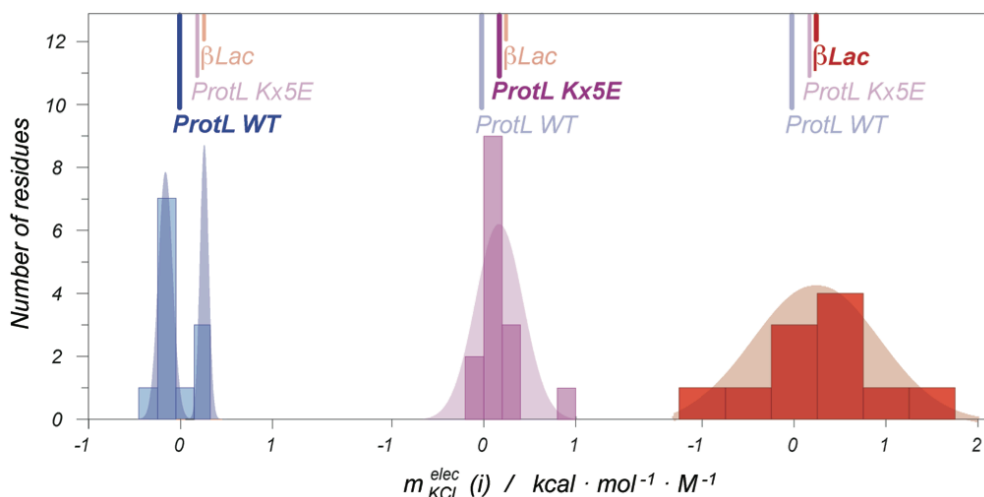 12
10
8
6
4
2
0
Number of residues
βLac
ProtL Kx5E
ProtL WT
βLac
ProtL Kx5E
ProtL WT
βLac
ProtL Kx5E
ProtL WT
-1 0 1 -1 0 1 -1 0 1 2
m elec KCL (i) / kcal · mol -1 · M -1